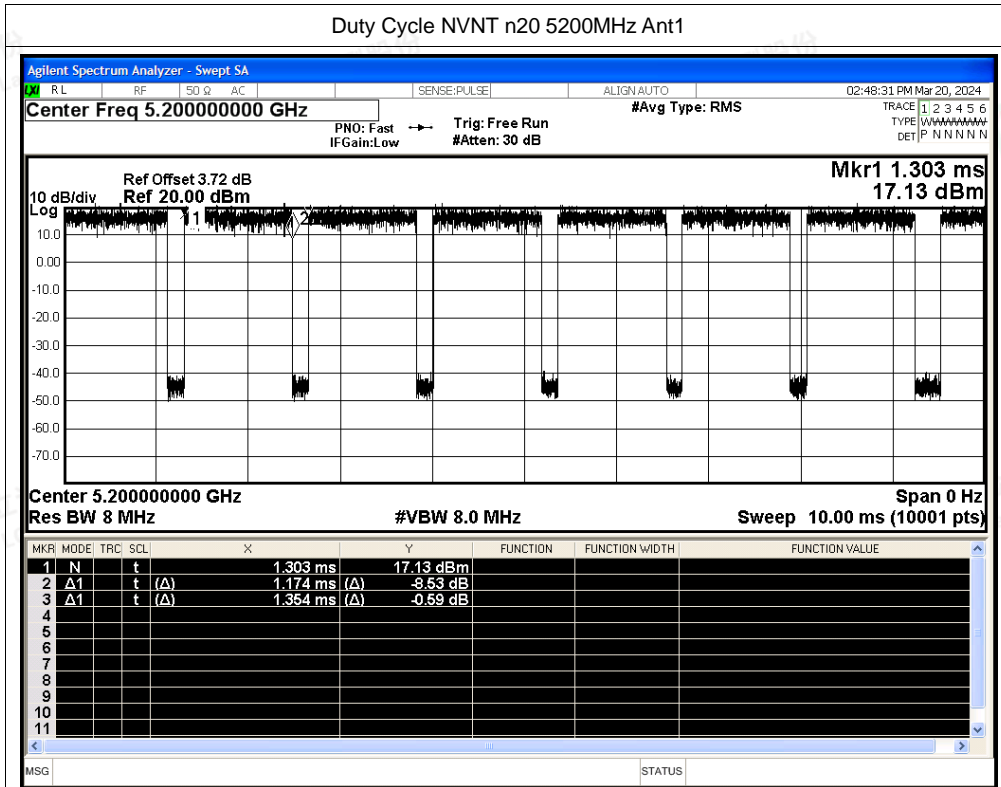 Duty Cycle NVNT n20 5200MHz Ant1
Agilent Spectrum Analyzer - Swept SA
LXI RL RF 50 Ω AC SENSE:PULSE ALIGN AUTO 02:48:31 PM Mar 20, 2024
Center Freq 5.200000000 GHz #Avg Type: RMS TRACE 1 2 3 4 5 6
PNO: Fast Trig: Free Run TYPE WWWWWW
IFGain:Low #Atten: 30 dB DET P N N N N N
Mkr1 1.303 ms
Ref Offset 3.72 dB
10 dB/div Ref 20.00 dBm 17.13 dBm
Log
1 2
10.0
0.00
-10.0
-20.0
-30.0
-40.0
-50.0
-60.0
-70.0
Center 5.200000000 GHz Span 0 Hz
Res BW 8 MHz #VBW 8.0 MHz Sweep 10.00 ms (10001 pts)
MKR MODE TRC SCL X Y FUNCTION FUNCTION WIDTH FUNCTION VALUE
1 N t 1.303 ms 17.13 dBm
2 Δ1 t (Δ) 1.174 ms (Δ) -8.53 dB
3 Δ1 t (Δ) 1.354 ms (Δ) -0.59 dB
4
5
6
7
8
9
10
11
MSG STATUS